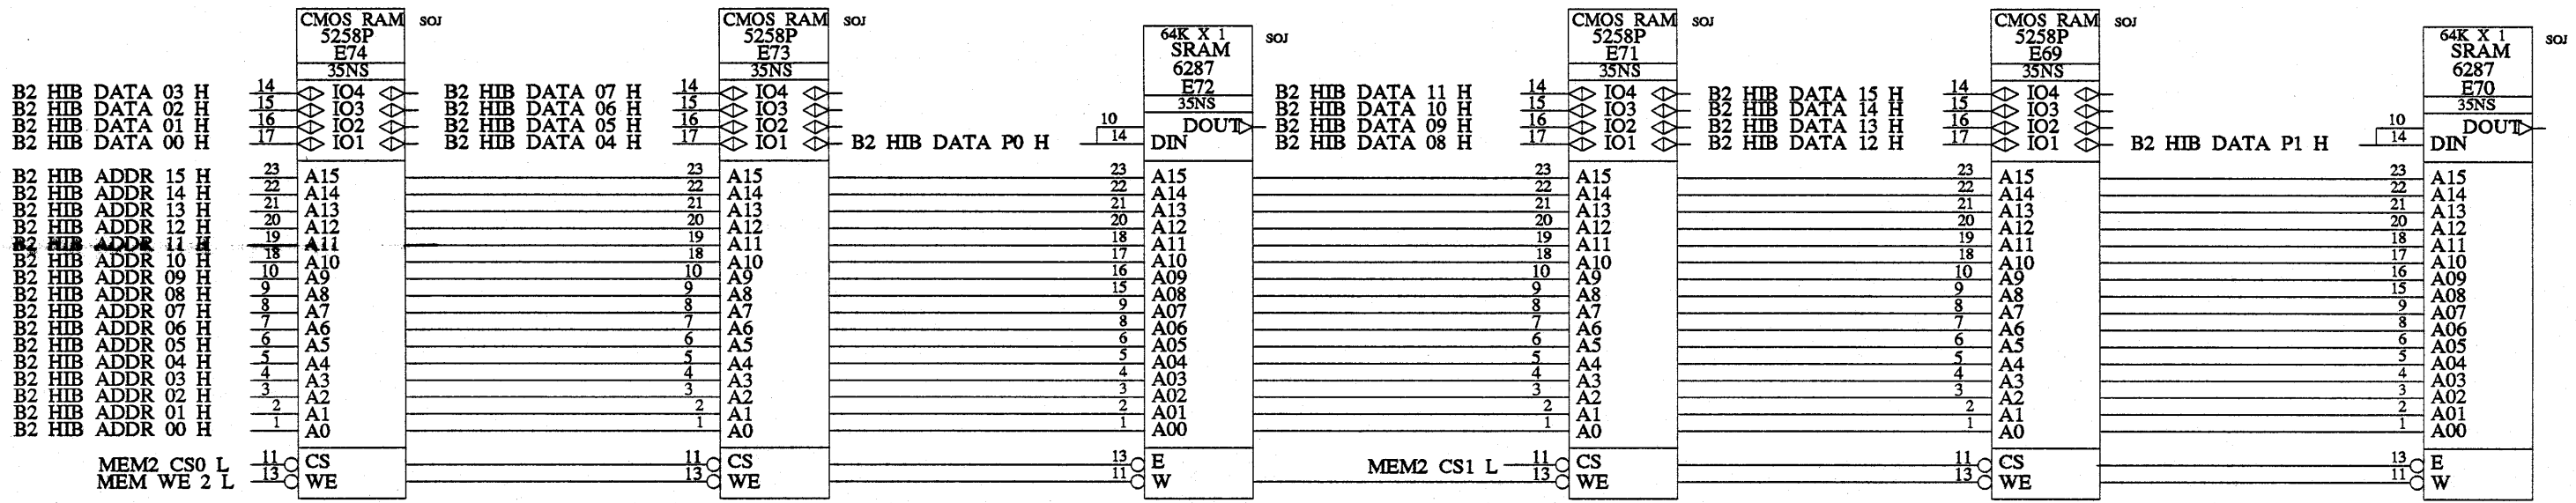 CMOS RAM SOJ CMOS RAM SOJ CMOS RAM SOJ CMOS RAM SOJ
5258P 5258P 64K X 1 SOJ 5258P 5258P 64K X 1 SOJ
E74 E73 SRAM E71 E69 SRAM
35NS 35NS 6287 35NS 35NS 6287
E72 E70
35NS 35NS
B2 HIB DATA 03 H 14 IO4 B2 HIB DATA 07 H 14 IO4 B2 HIB DATA 11 H 14 IO4 B2 HIB DATA 15 H 14 IO4
B2 HIB DATA 02 H 15 IO3 B2 HIB DATA 06 H 15 IO3 B2 HIB DATA 10 H 15 IO3 B2 HIB DATA 14 H 15 IO3
B2 HIB DATA 01 H 16 IO2 B2 HIB DATA 05 H 16 IO2 10 DOUT B2 HIB DATA 09 H 16 IO2 B2 HIB DATA 13 H 16 IO2 10 DOUT
B2 HIB DATA 00 H 17 IO1 B2 HIB DATA 04 H 17 IO1 B2 HIB DATA P0 H 14 DIN B2 HIB DATA 08 H 17 IO1 B2 HIB DATA 12 H 17 IO1 B2 HIB DATA P1 H 14 DIN
B2 HIB ADDR 15 H 23 A15 23 A15 23 A15 23 A15 23 A15 23 A15
B2 HIB ADDR 14 H 22 A14 22 A14 22 A14 22 A14 22 A14 22 A14
B2 HIB ADDR 13 H 21 A13 21 A13 21 A13 21 A13 21 A13 21 A13
B2 HIB ADDR 12 H 20 A12 20 A12 20 A12 20 A12 20 A12 20 A12
B2 HIB ADDR 11 H 19 A11 19 A11 18 A11 19 A11 19 A11 18 A11
B2 HIB ADDR 10 H 18 A10 18 A10 17 A10 18 A10 18 A10 17 A10
B2 HIB ADDR 09 H 10 A9 10 A9 16 A09 10 A9 10 A9 16 A09
B2 HIB ADDR 08 H 9 A8 9 A8 15 A08 9 A8 9 A8 15 A08
B2 HIB ADDR 07 H 8 A7 8 A7 9 A07 8 A7 8 A7 9 A07
B2 HIB ADDR 06 H 7 A6 7 A6 8 A06 7 A6 7 A6 8 A06
B2 HIB ADDR 05 H 6 A5 6 A5 6 A05 6 A5 6 A5 6 A05
B2 HIB ADDR 04 H 5 A4 5 A4 5 A04 5 A4 5 A4 5 A04
B2 HIB ADDR 03 H 4 A3 4 A3 4 A03 4 A3 4 A3 4 A03
B2 HIB ADDR 02 H 3 A2 3 A2 3 A02 3 A2 3 A2 3 A02
B2 HIB ADDR 01 H 2 A1 2 A1 2 A01 2 A1 2 A1 2 A01
B2 HIB ADDR 00 H 1 A0 1 A0 1 A00 1 A0 1 A0 1 A00
MEM2 CS0 L 11 CS 11 CS 13 E MEM2 CS1 L 11 CS 11 CS 13 E
MEM WE 2 L 13 WE 13 WE 11 W 13 WE 13 WE 11 W